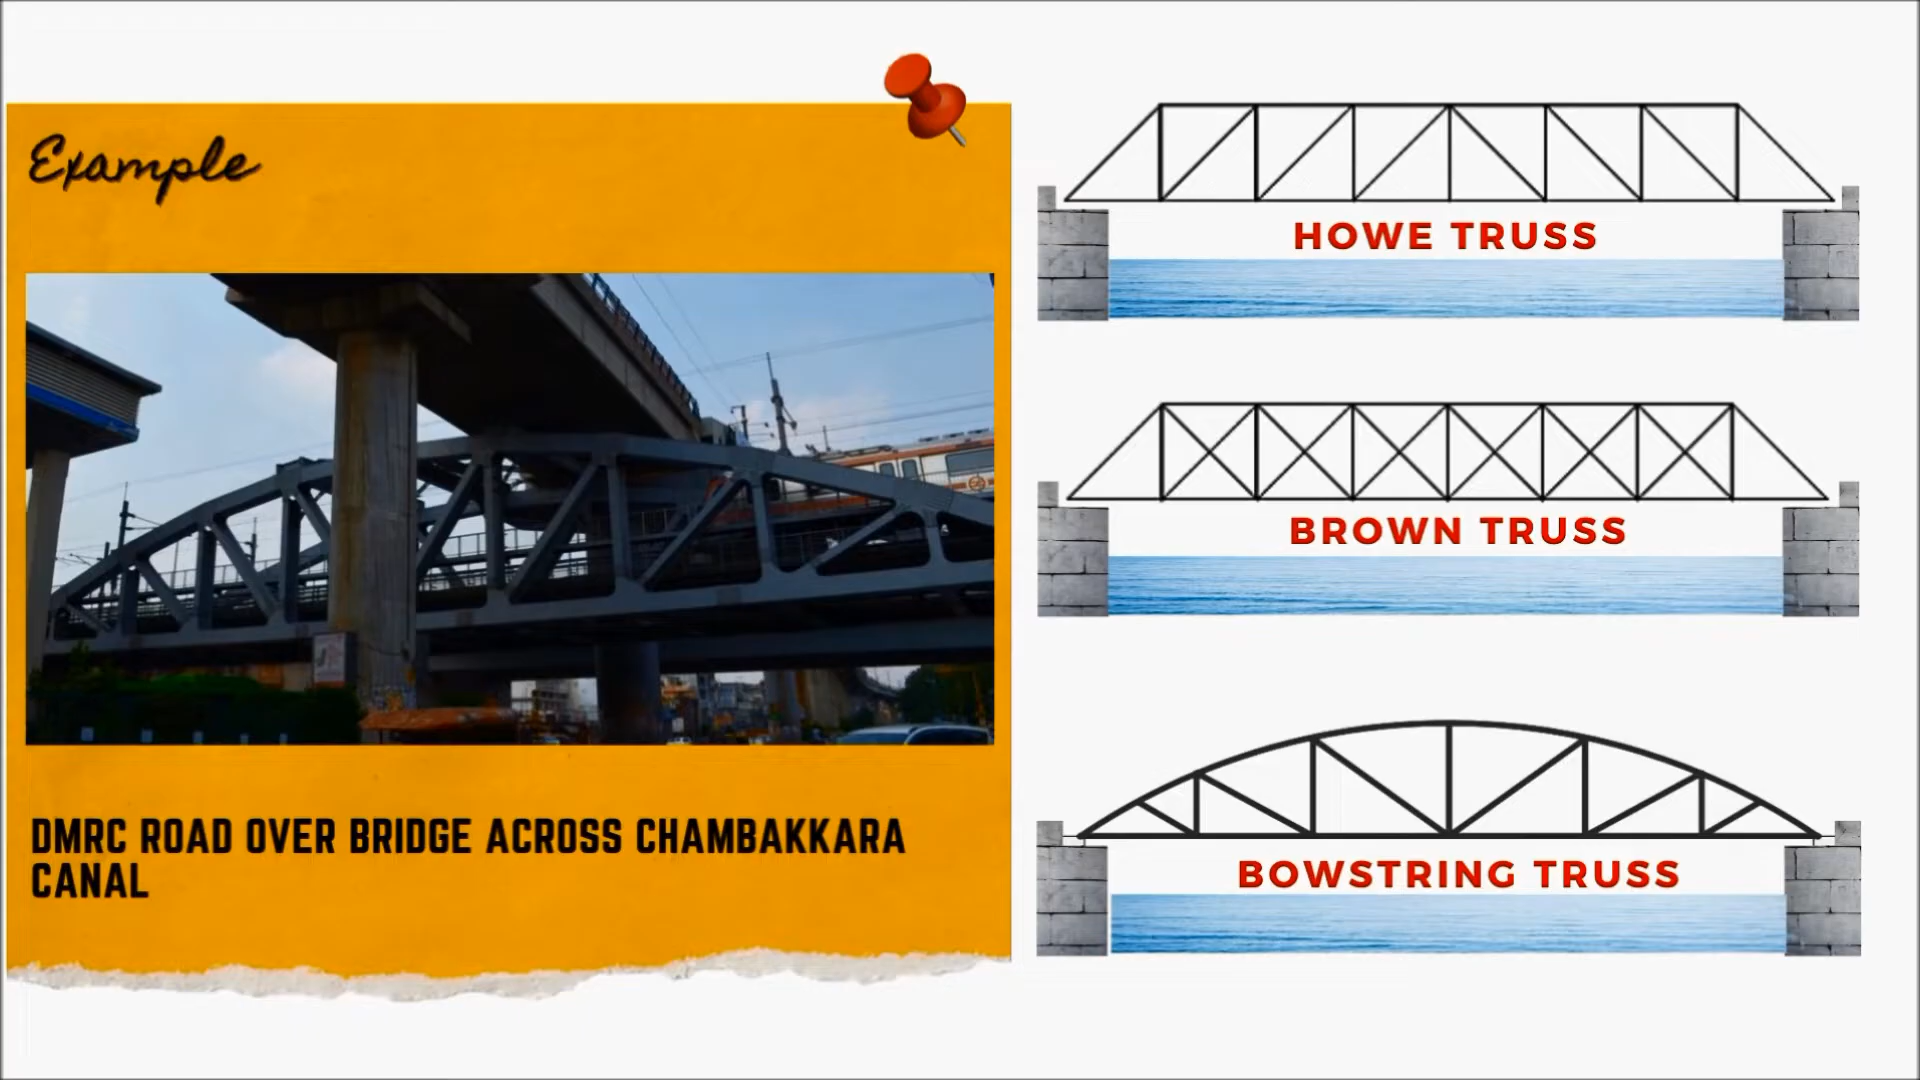 Example
DMRC ROAD OVER BRIDGE ACROSS CHAMBAKKARA
CANAL
HOWE TRUSS
BROWN TRUSS
BOWSTRING TRUSS